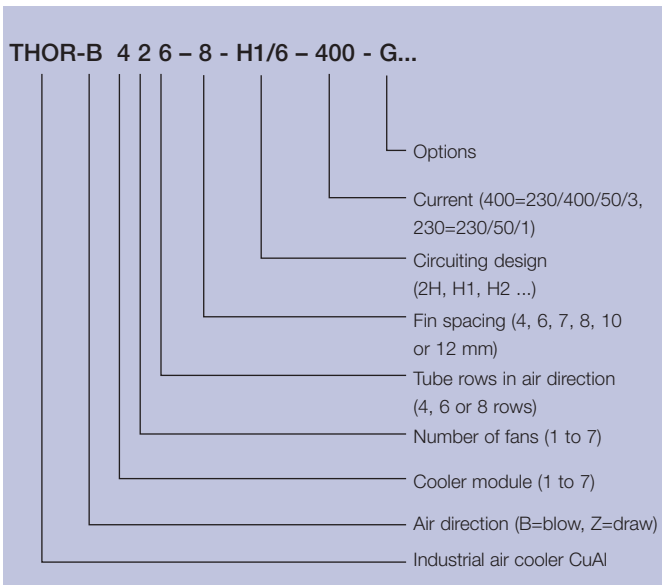 THOR-B 4 2 6 – 8 - H1/6 – 400 - G...
Options
Current (400=230/400/50/3,
230=230/50/1)
Circuiting design
(2H, H1, H2 ...)
Fin spacing (4, 6, 7, 8, 10
or 12 mm)
Tube rows in air direction
(4, 6 or 8 rows)
Number of fans (1 to 7)
Cooler module (1 to 7)
Air direction (B=blow, Z=draw)
Industrial air cooler CuAl